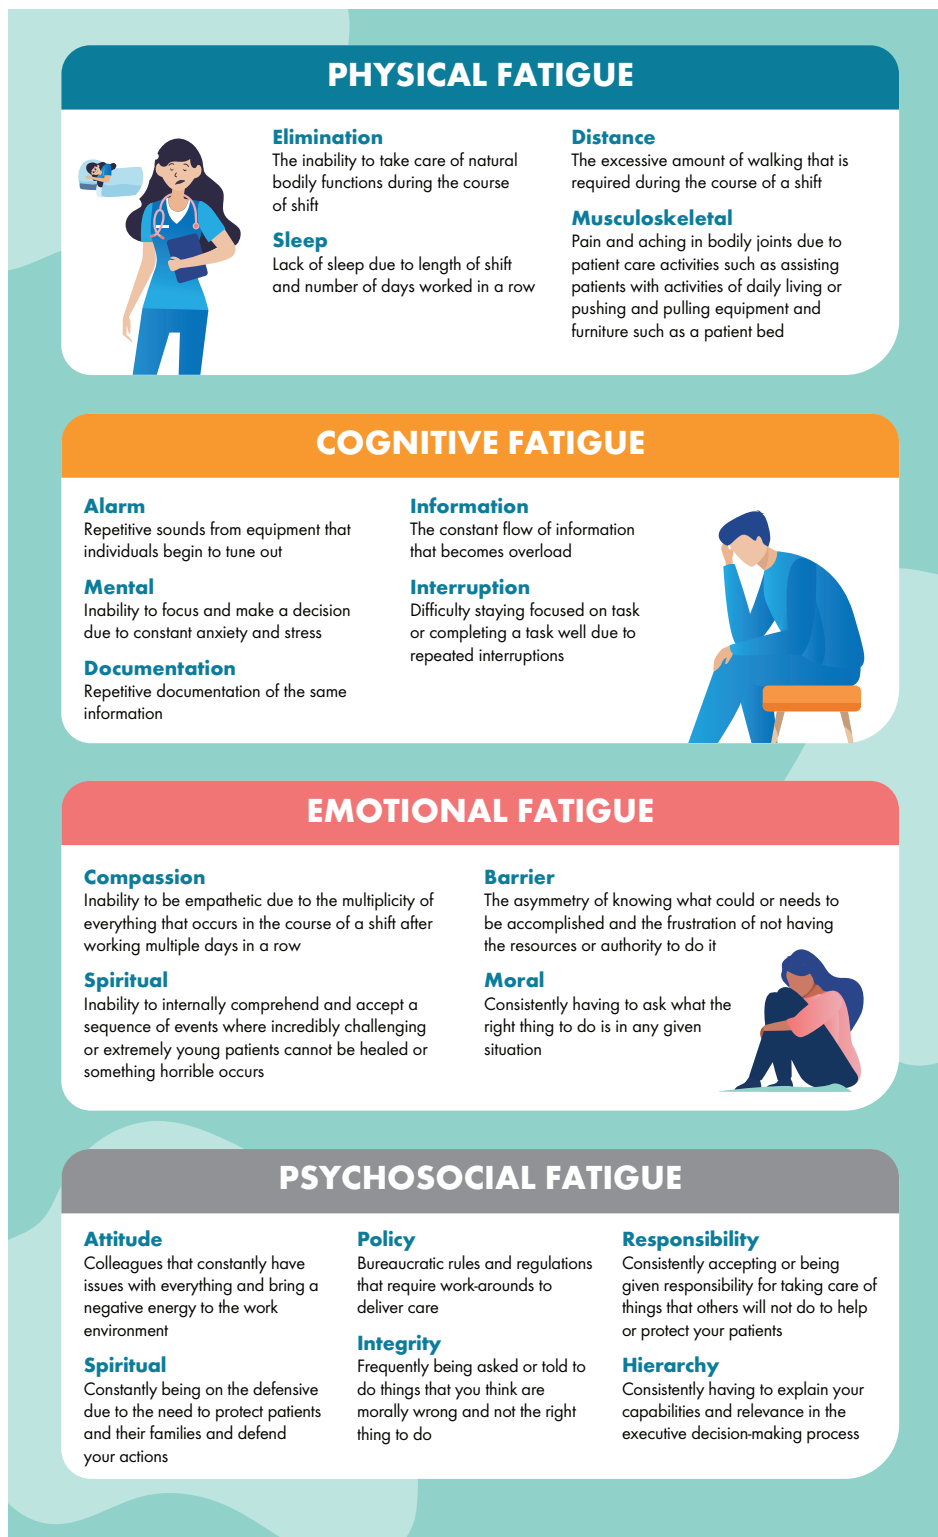 PHYSICAL FATIGUE
Elimination
The inability to take care of natural
bodily functions during the course
of shift
Sleep
Lack of sleep due to length of shift
and number of days worked in a row
Distance
The excessive amount of walking that is
required during the course of a shift
Musculoskeletal
Pain and aching in bodily joints due to
patient care activities such as assisting
patients with activities of daily living or
pushing and pulling equipment and
furniture such as a patient bed
COGNITIVE FATIGUE
Alarm
Repetitive sounds from equipment that
individuals begin to tune out
Mental
Inability to focus and make a decision
due to constant anxiety and stress
Documentation
Repetitive documentation of the same
information
Information
The constant flow of information
that becomes overload
Interruption
Difficulty staying focused on task
or completing a task well due to
repeated interruptions
EMOTIONAL FATIGUE
Compassion
Inability to be empathetic due to the multiplicity of
everything that occurs in the course of a shift after
working multiple days in a row
Spiritual
Inability to internally comprehend and accept a
sequence of events where incredibly challenging
or extremely young patients cannot be healed or
something horrible occurs
Barrier
The asymmetry of knowing what could or needs to
be accomplished and the frustration of not having
the resources or authority to do it
Moral
Consistently having to ask what the
right thing to do is in any given
situation
PSYCHOSOCIAL FATIGUE
Attitude
Colleagues that constantly have
issues with everything and bring a
negative energy to the work
environment
Spiritual
Constantly being on the defensive
due to the need to protect patients
and their families and defend
your actions
Policy
Bureaucratic rules and regulations
that require work-arounds to
deliver care
Integrity
Frequently being asked or told to
do things that you think are
morally wrong and not the right
thing to do
Responsibility
Consistently accepting or being
given responsibility for taking care of
things that others will not do to help
or protect your patients
Hierarchy
Consistently having to explain your
capabilities and relevance in the
executive decision-making process